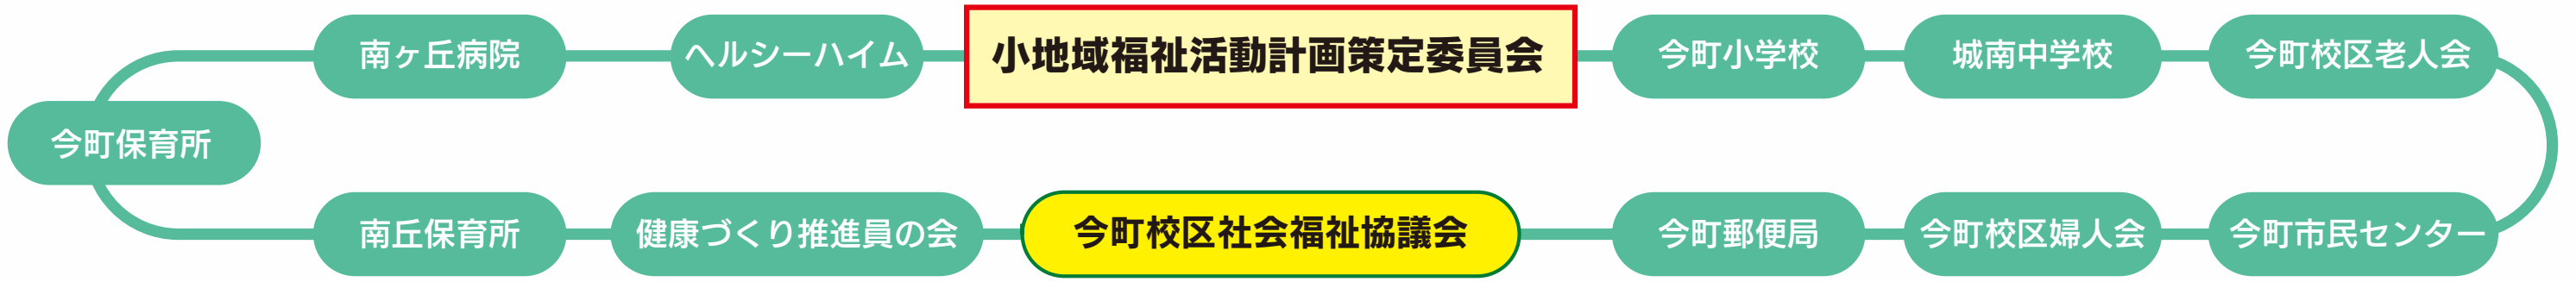 南ヶ丘病院
ヘルシーハイム
小地域福祉活動計画策定委員会
今町小学校
城南中学校
今町校区老人会
今町保育所
南丘保育所
健康づくり推進員の会
今町校区社会福祉協議会
今町郵便局
今町校区婦人会
今町市民センター